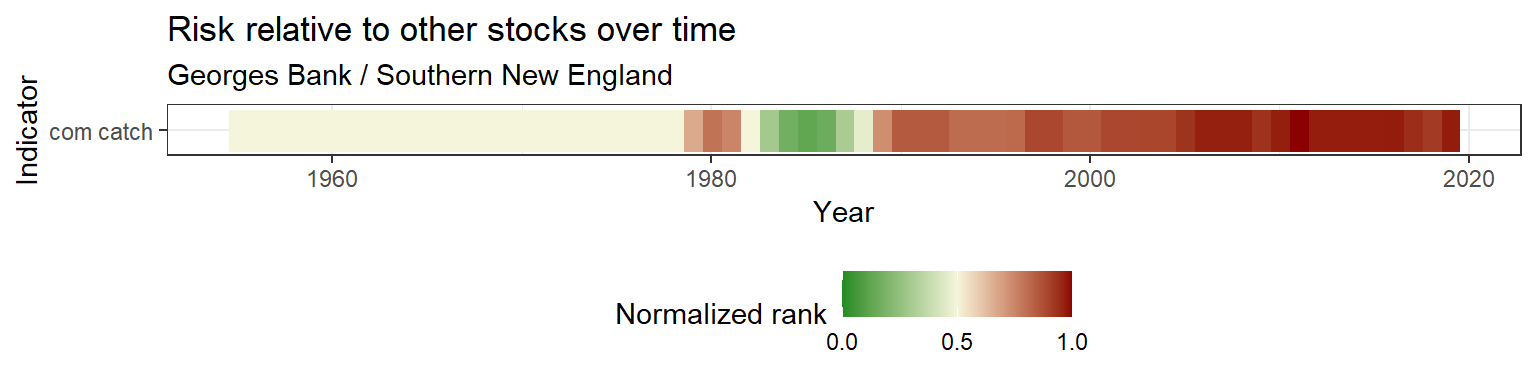 Risk relative to other stocks over time
Georges Bank / Southern New England
Indicator
com catch
1960 1980 2000 2020
Year
Normalized rank
0.0 0.5 1.0